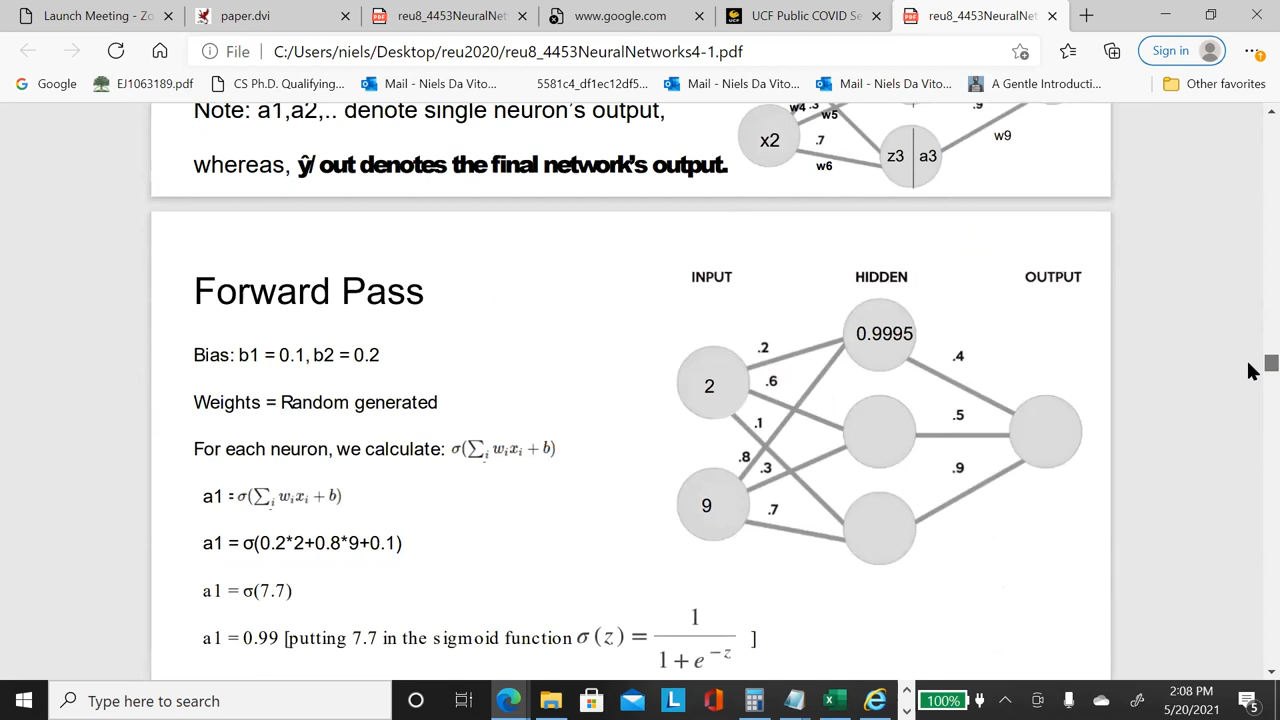 Launch Meeting - Zo
paper.dvi
reu8_4453NeuralNet
www.google.com
UCF Public COVID Se
reu8_4453NeuralNet
File
C:/Users/niels/Desktop/reu2020/reu8_4453NeuralNetworks4-1.pdf
Sign in
Google
EJ1063189.pdf
CS Ph.D. Qualifying...
Mail - Niels Da Vito...
5581c4_df1ec12df5...
Mail - Niels Da Vito...
Mail - Niels Da Vito...
A Gentle Introducti...
Other favorites
Note: a1,a2,.. denote single neuron's output,
whereas, ŷ/ out denotes the final network's output.
w4
.3
w5
.9
x2
.7
w6
z3
a3
w9
Forward Pass
Bias: b1 = 0.1, b2 = 0.2
Weights = Random generated
For each neuron, we calculate: σ(∑i wixi + b)
a1 = σ(∑i wixi + b)
a1 = σ(0.2*2+0.8*9+0.1)
a1 = σ(7.7)
a1 = 0.99 [putting 7.7 in the sigmoid function σ(z) = 1 / 1 + e^−z ]
INPUT
HIDDEN
OUTPUT
0.9995
.2
.4
2
.6
.1
.5
.8
.3
.9
9
.7
Type here to search
100%
2:08 PM
5/20/2021
5